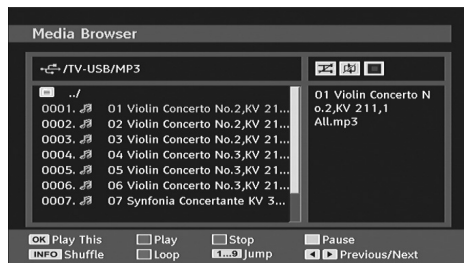 Media Browser
/TV-USB/MP3
../
0001. 01 Violin Concerto No.2,KV 21...
0002. 02 Violin Concerto No.2,KV 21...
0003. 03 Violin Concerto No.2,KV 21...
0004. 04 Violin Concerto No.3,KV 21...
0005. 05 Violin Concerto No.3,KV 21...
0006. 06 Violin Concerto No.3,KV 21...
0007. 07 Synfonia Concertante KV 3...
01 Violin Concerto N
o.2,KV 211,1
All.mp3
OK Play This Play Stop Pause
INFO Shuffle Loop 1...9 Jump Previous/Next